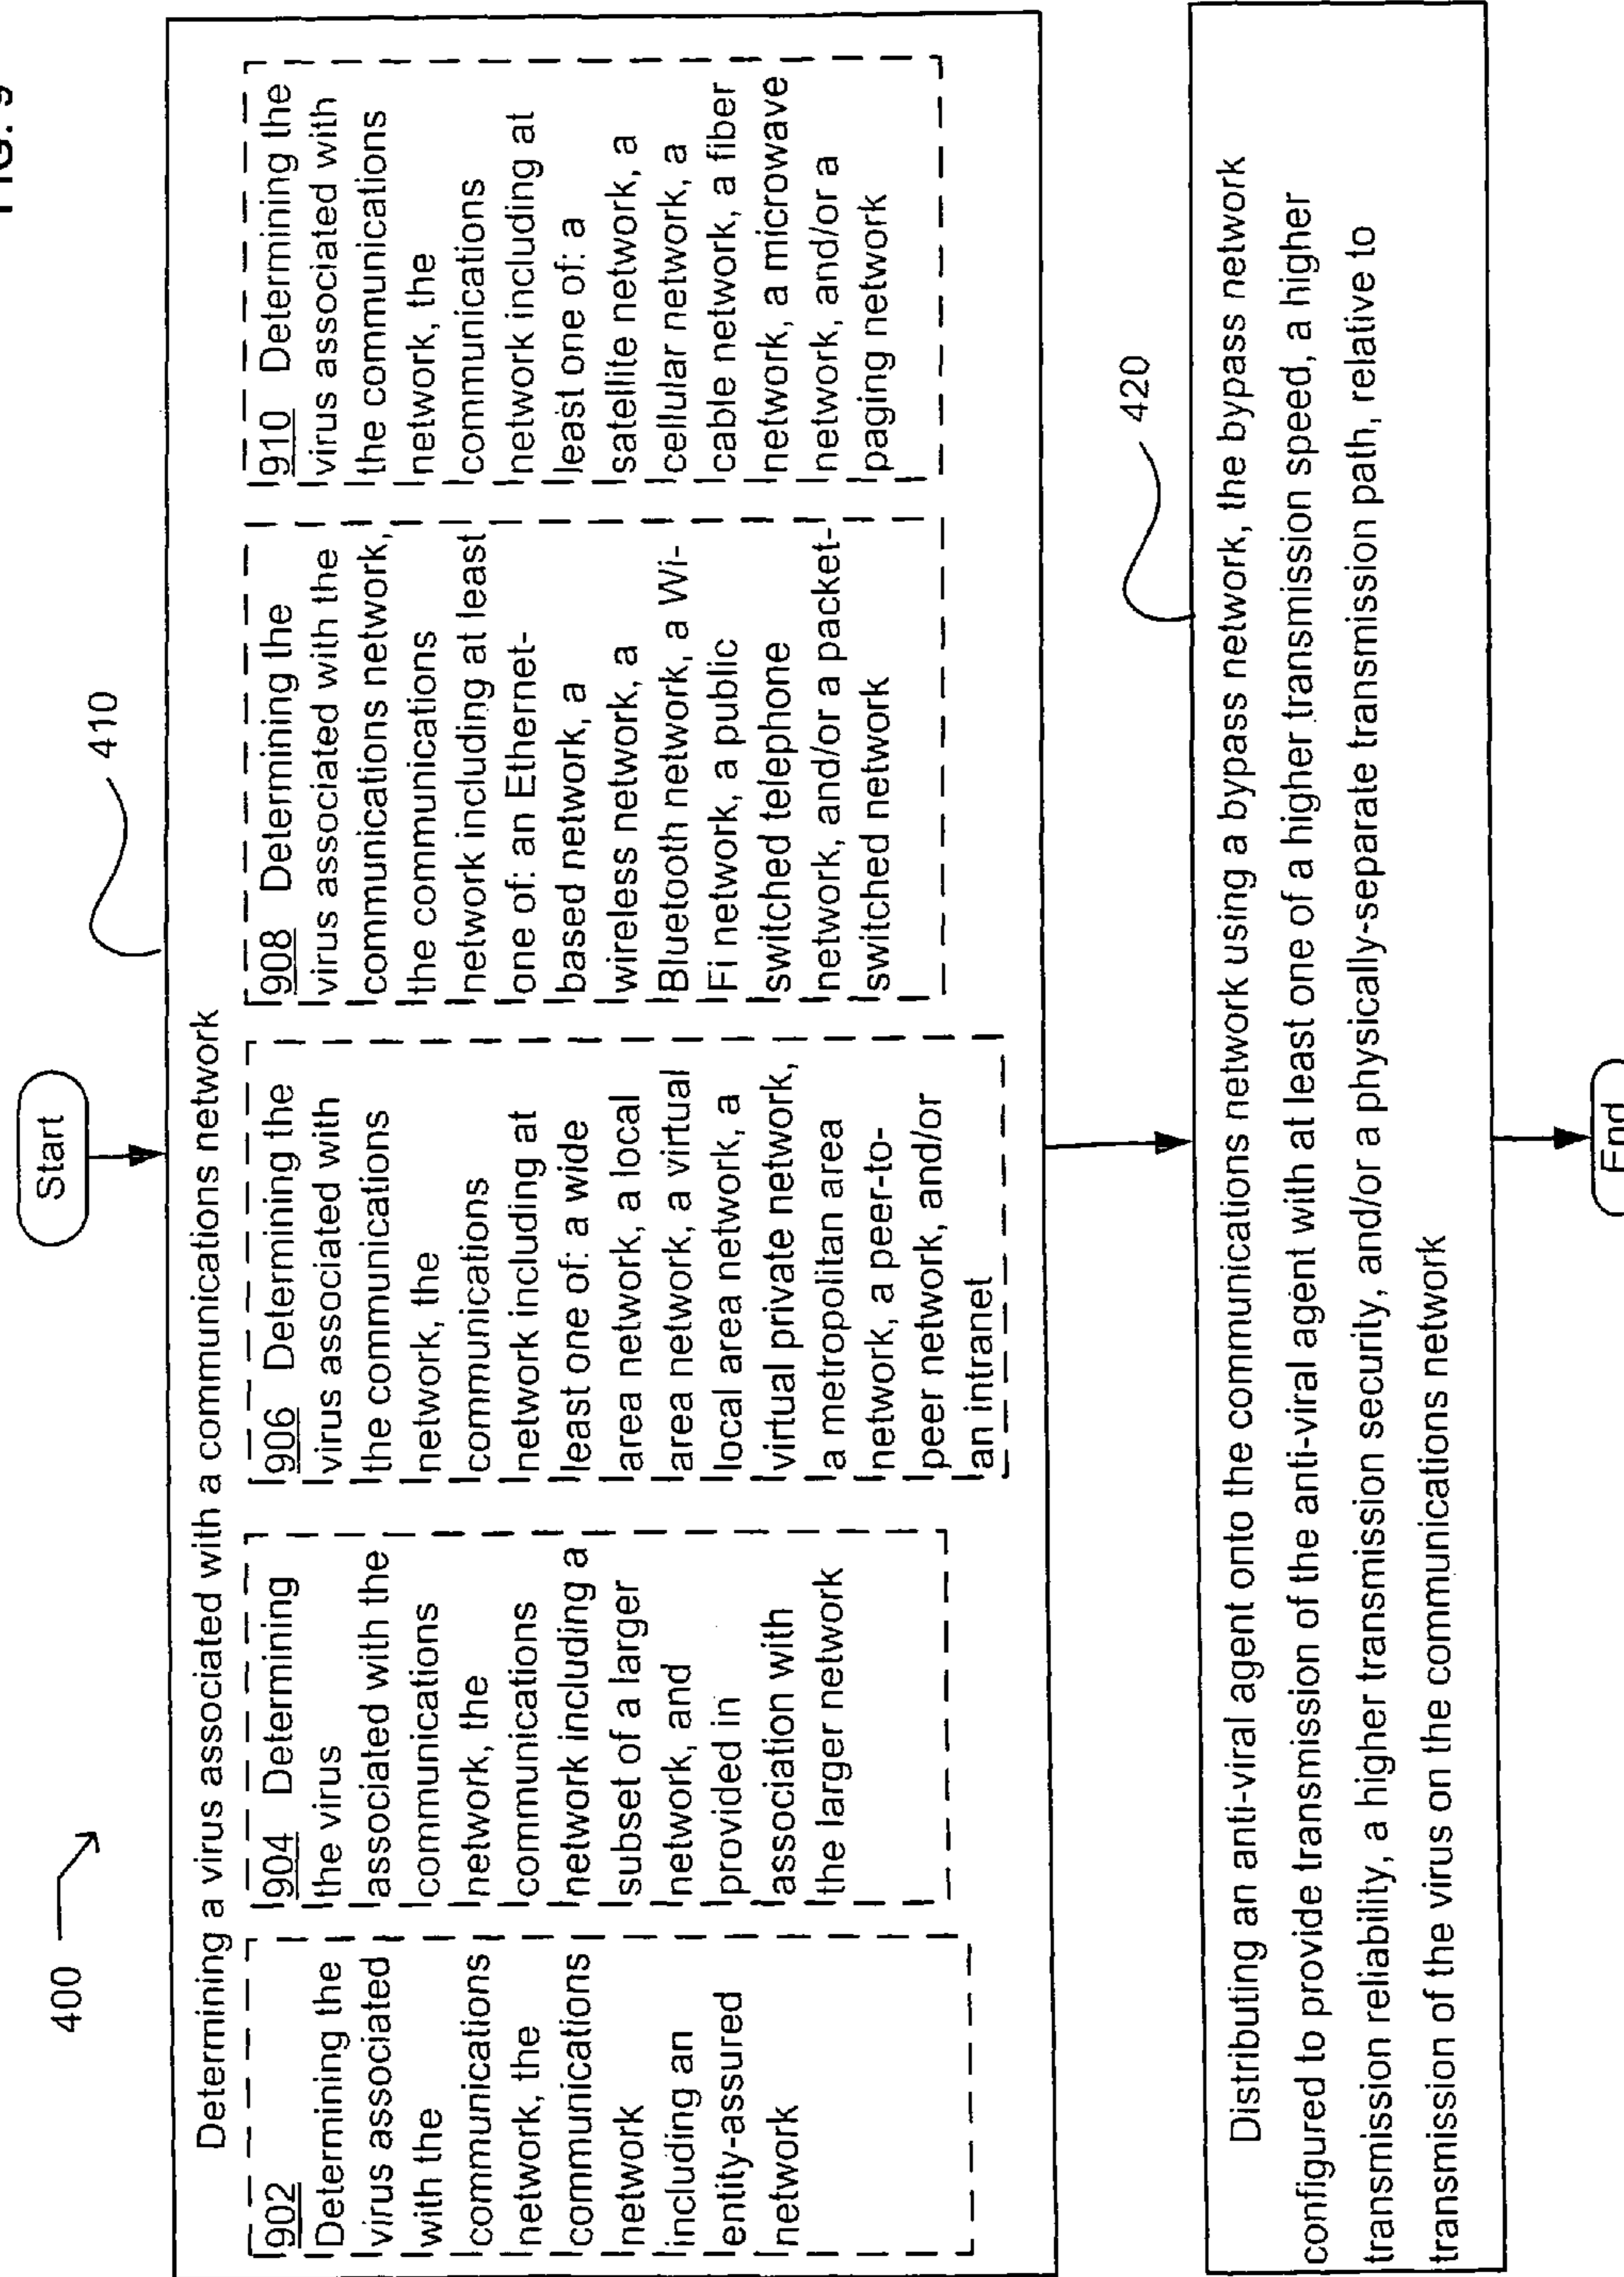 FIG. 9
400
Start
410
Determining a virus associated with a communications network
902
Determining the
virus associated
with the
communications
network, the
communications
network
including an
entity-assured
network
904 Determining
the virus
associated with the
communications
network, the
communications
network including a
subset of a larger
network, and
provided in
association with
the larger network
906 Determining the
virus associated with
the communications
network, the
communications
network including at
least one of: a wide
area network, a local
area network, a virtual
local area network, a
virtual private network,
a metropolitan area
network, a peer-to-
peer network, and/or
an intranet
908 Determining the
virus associated with the
communications network,
the communications
network including at least
one of: an Ethernet-
based network, a
wireless network, a
Bluetooth network, a Wi-
Fi network, a public
switched telephone
network, and/or a packet-
switched network
910 Determining the
virus associated with
the communications
network, the
communications
network including at
least one of: a
satellite network, a
cellular network, a
cable network, a fiber
network, a microwave
network, and/or a
paging network
420
Distributing an anti-viral agent onto the communications network using a bypass network, the bypass network
configured to provide transmission of the anti-viral agent with at least one of a higher transmission speed, a higher
transmission reliability, a higher transmission security, and/or a physically-separate transmission path, relative to
transmission of the virus on the communications network
End